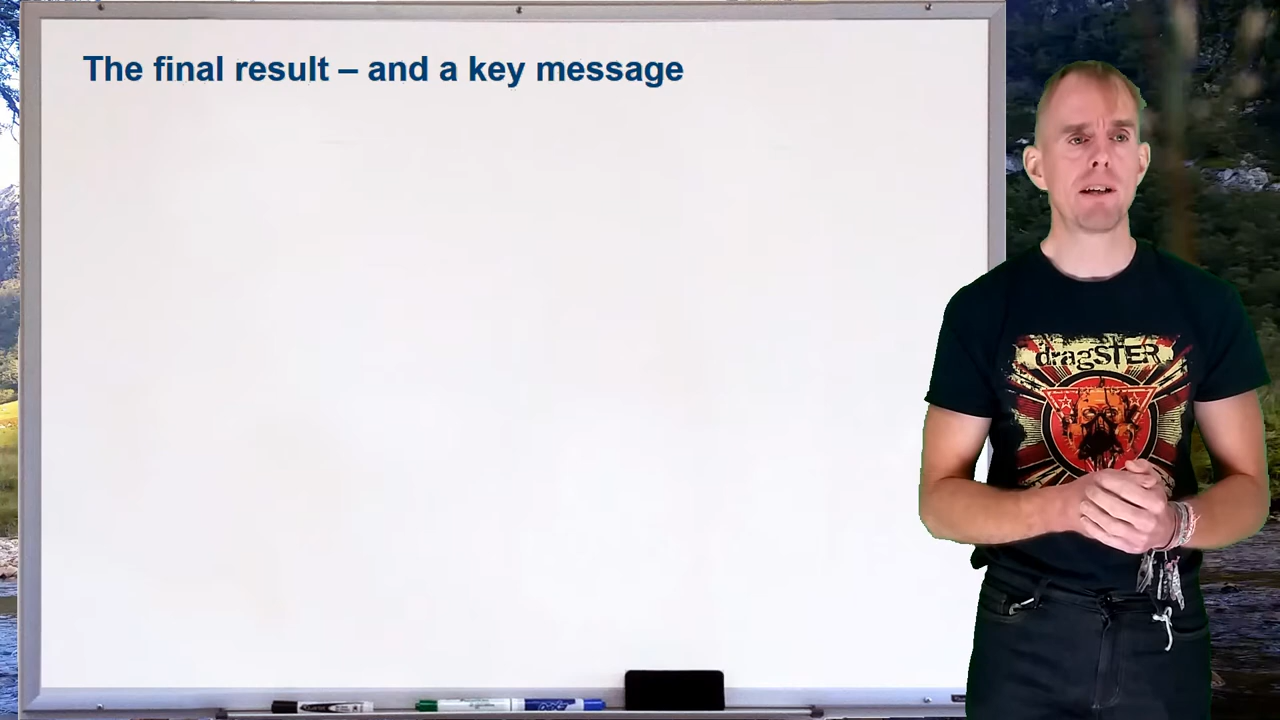 The final result – and a key message
dragSTER